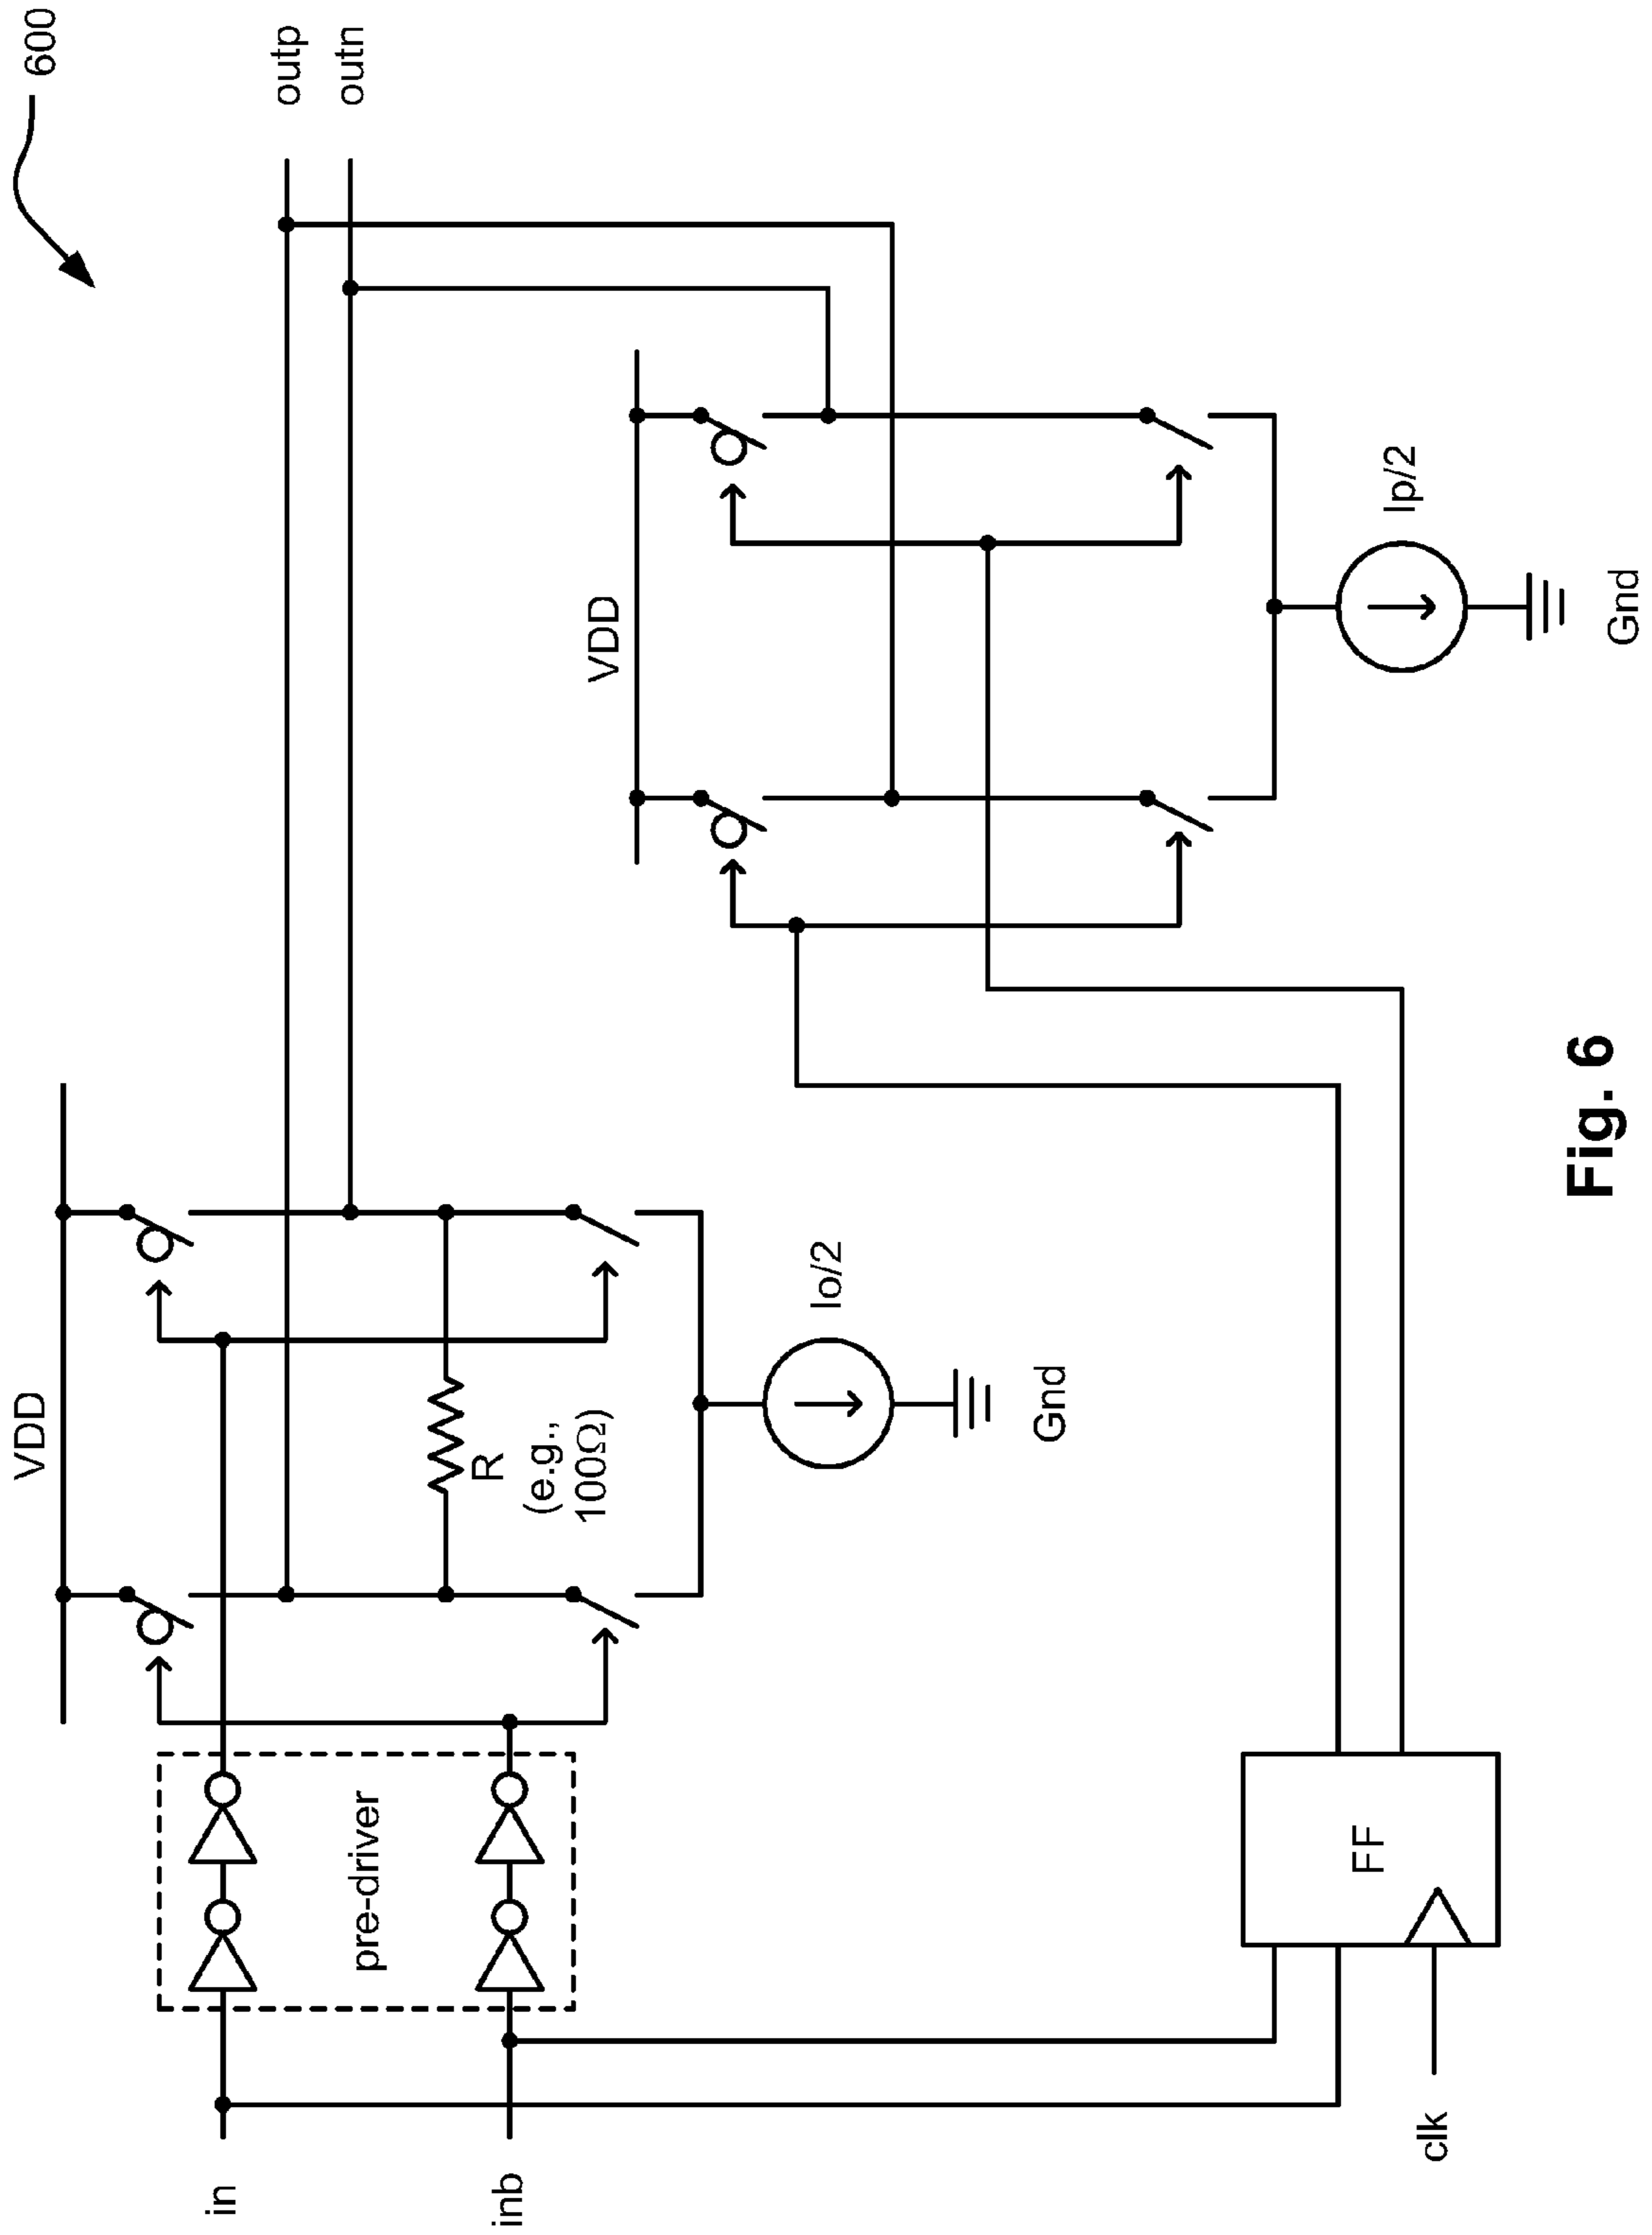 600
outp
outn
VDD
in
pre-driver
R
(e.g.,
100Ω)
inb
Io/2
Gnd
VDD
Ip/2
Gnd
FF
clk
Fig. 6